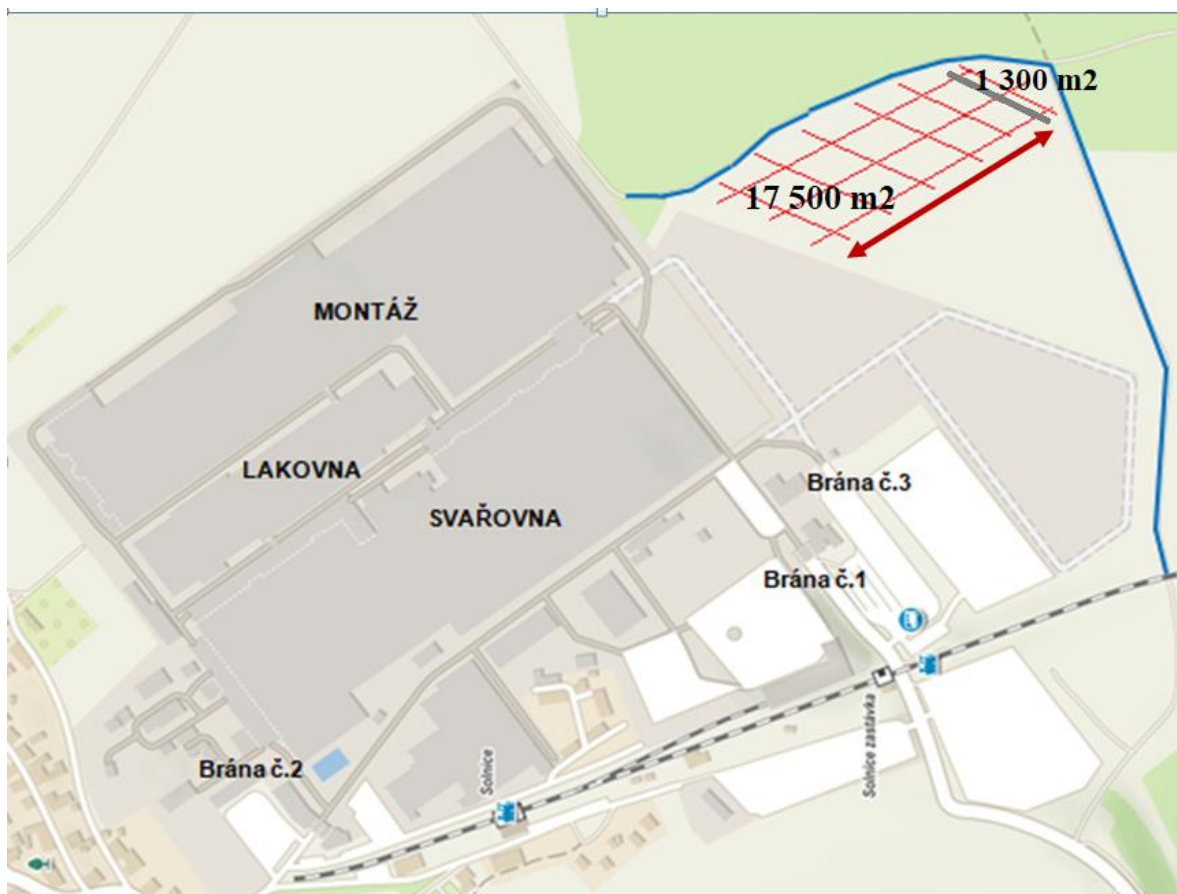 1 300 m2
17 500 m2
MONTÁŽ
LAKOVNA
Brána č.3
SVAŘOVNA
Brána č.1
Solnice zastávka
Brána č.2
Solnice